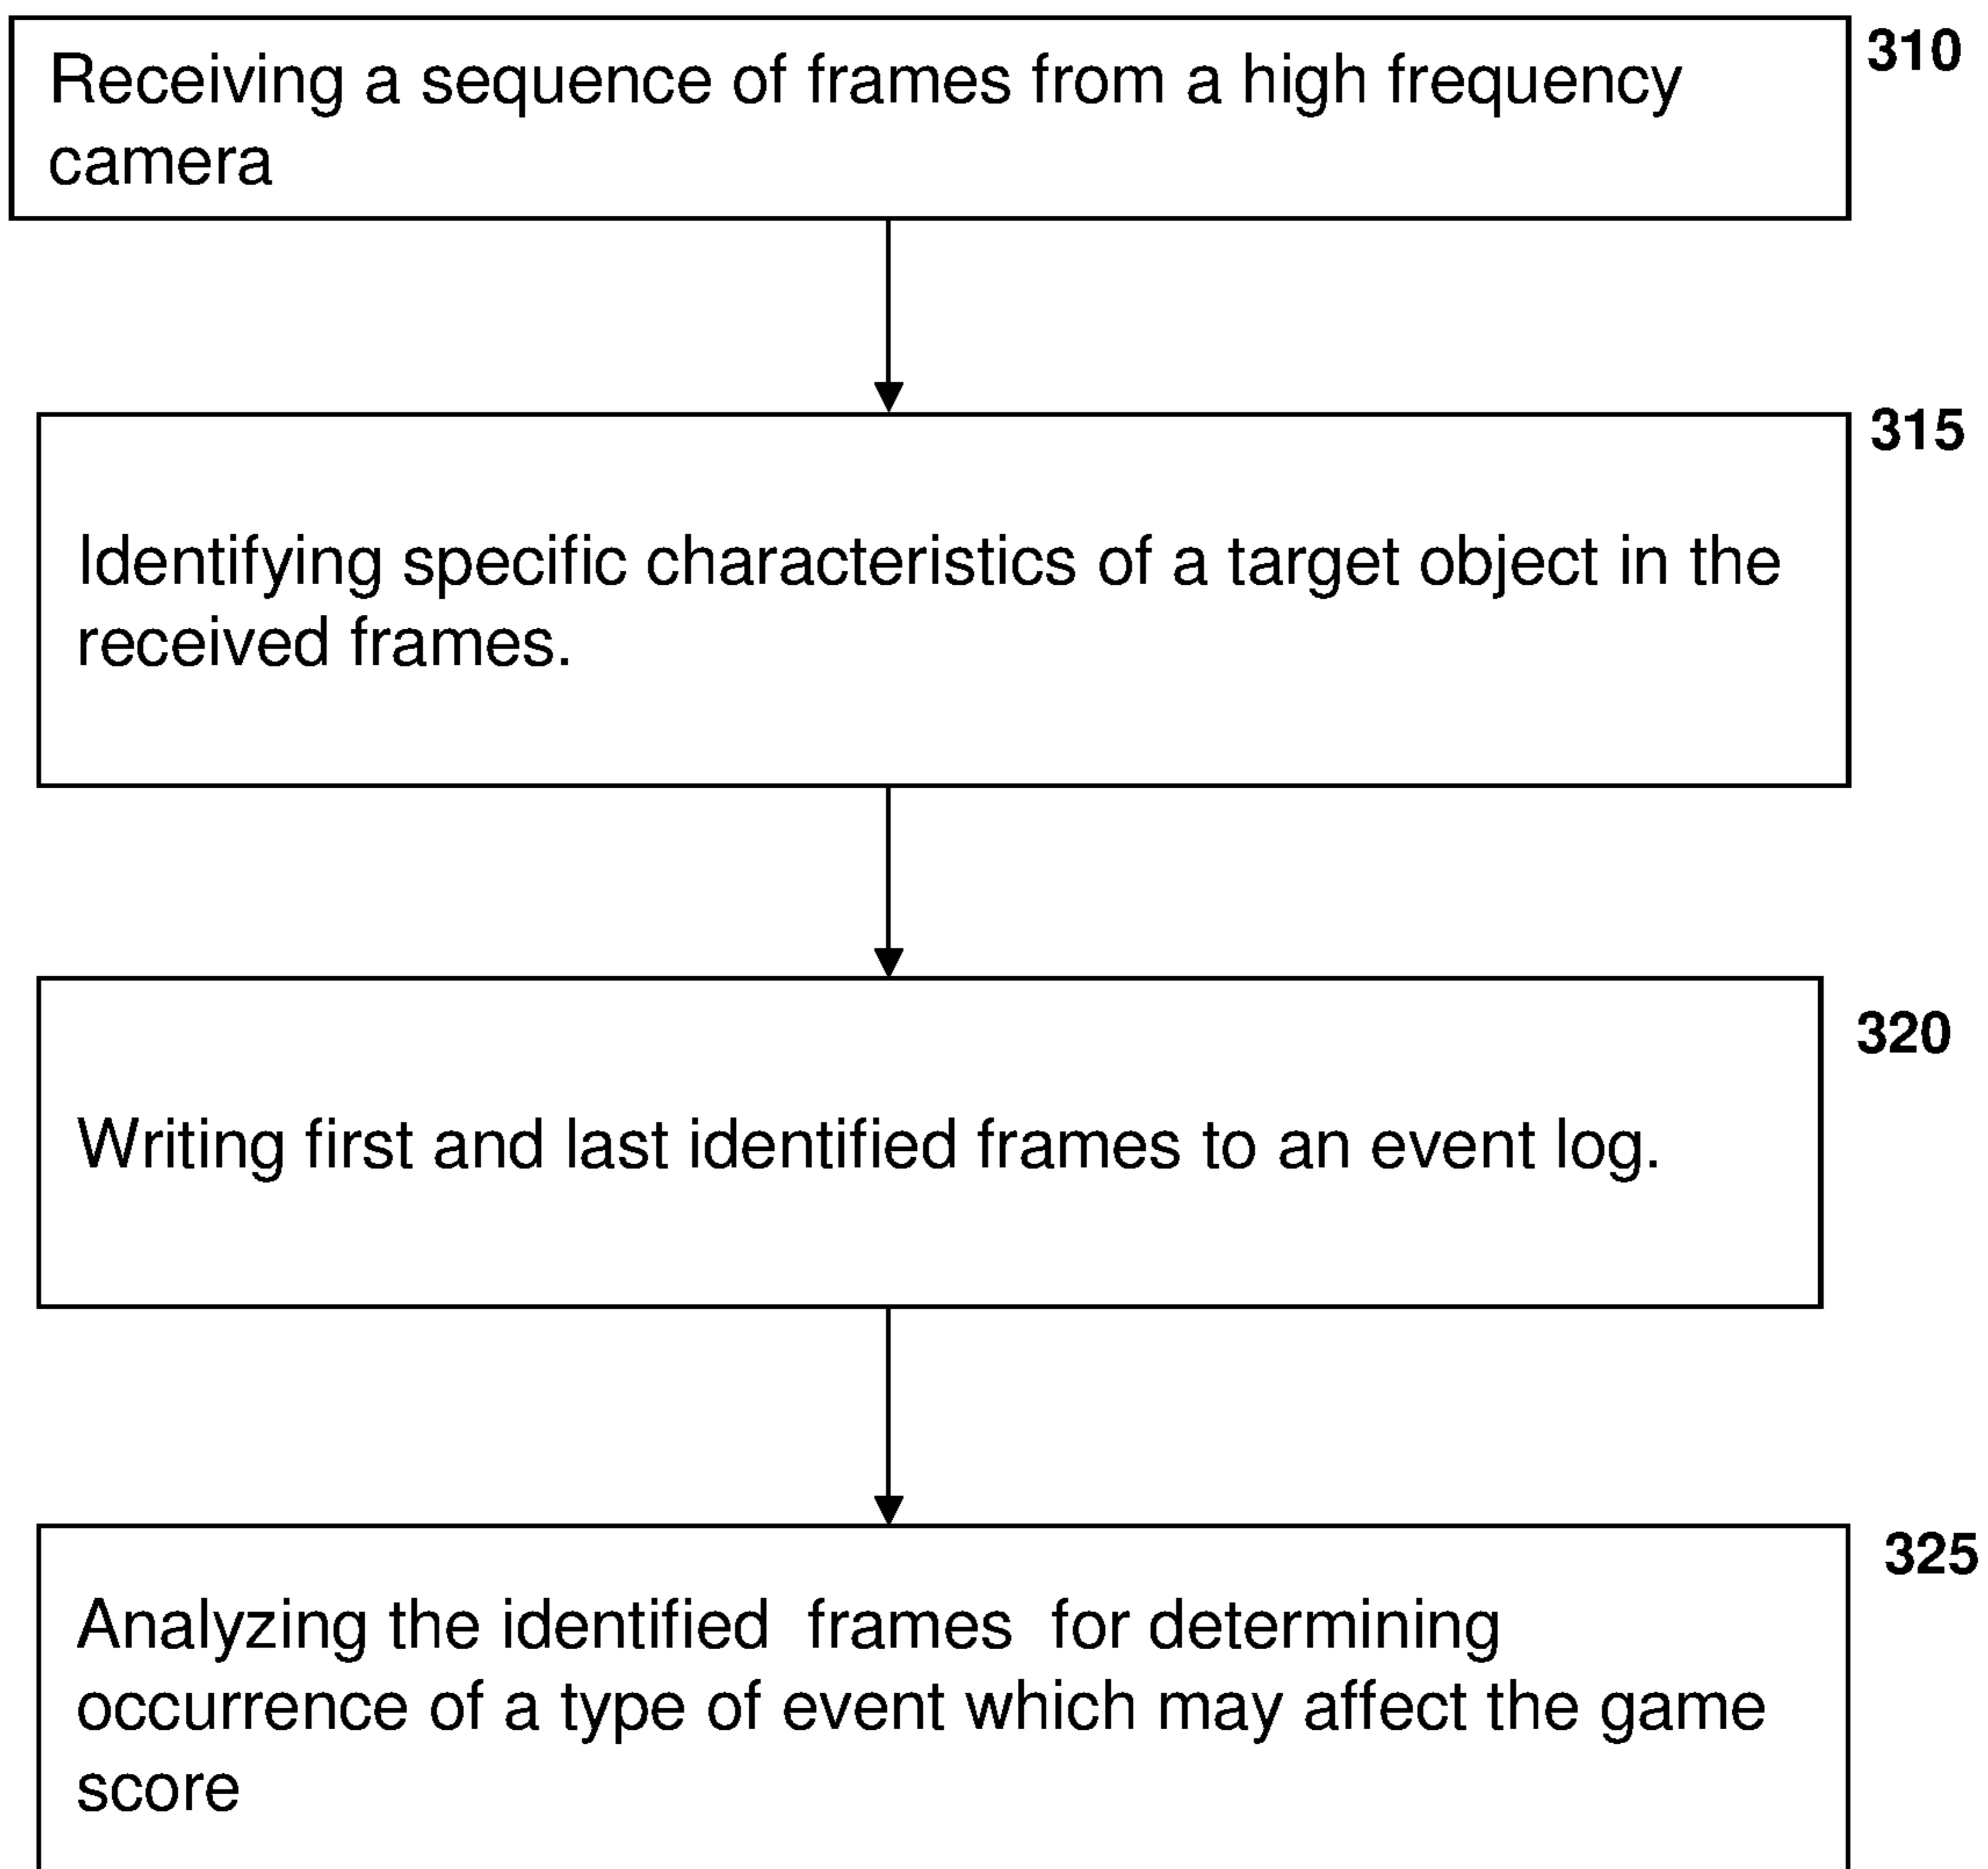 310
Receiving a sequence of frames from a high frequency
camera
315
Identifying specific characteristics of a target object in the
received frames.
320
Writing first and last identified frames to an event log.
325
Analyzing the identified frames for determining
occurrence of a type of event which may affect the game
score